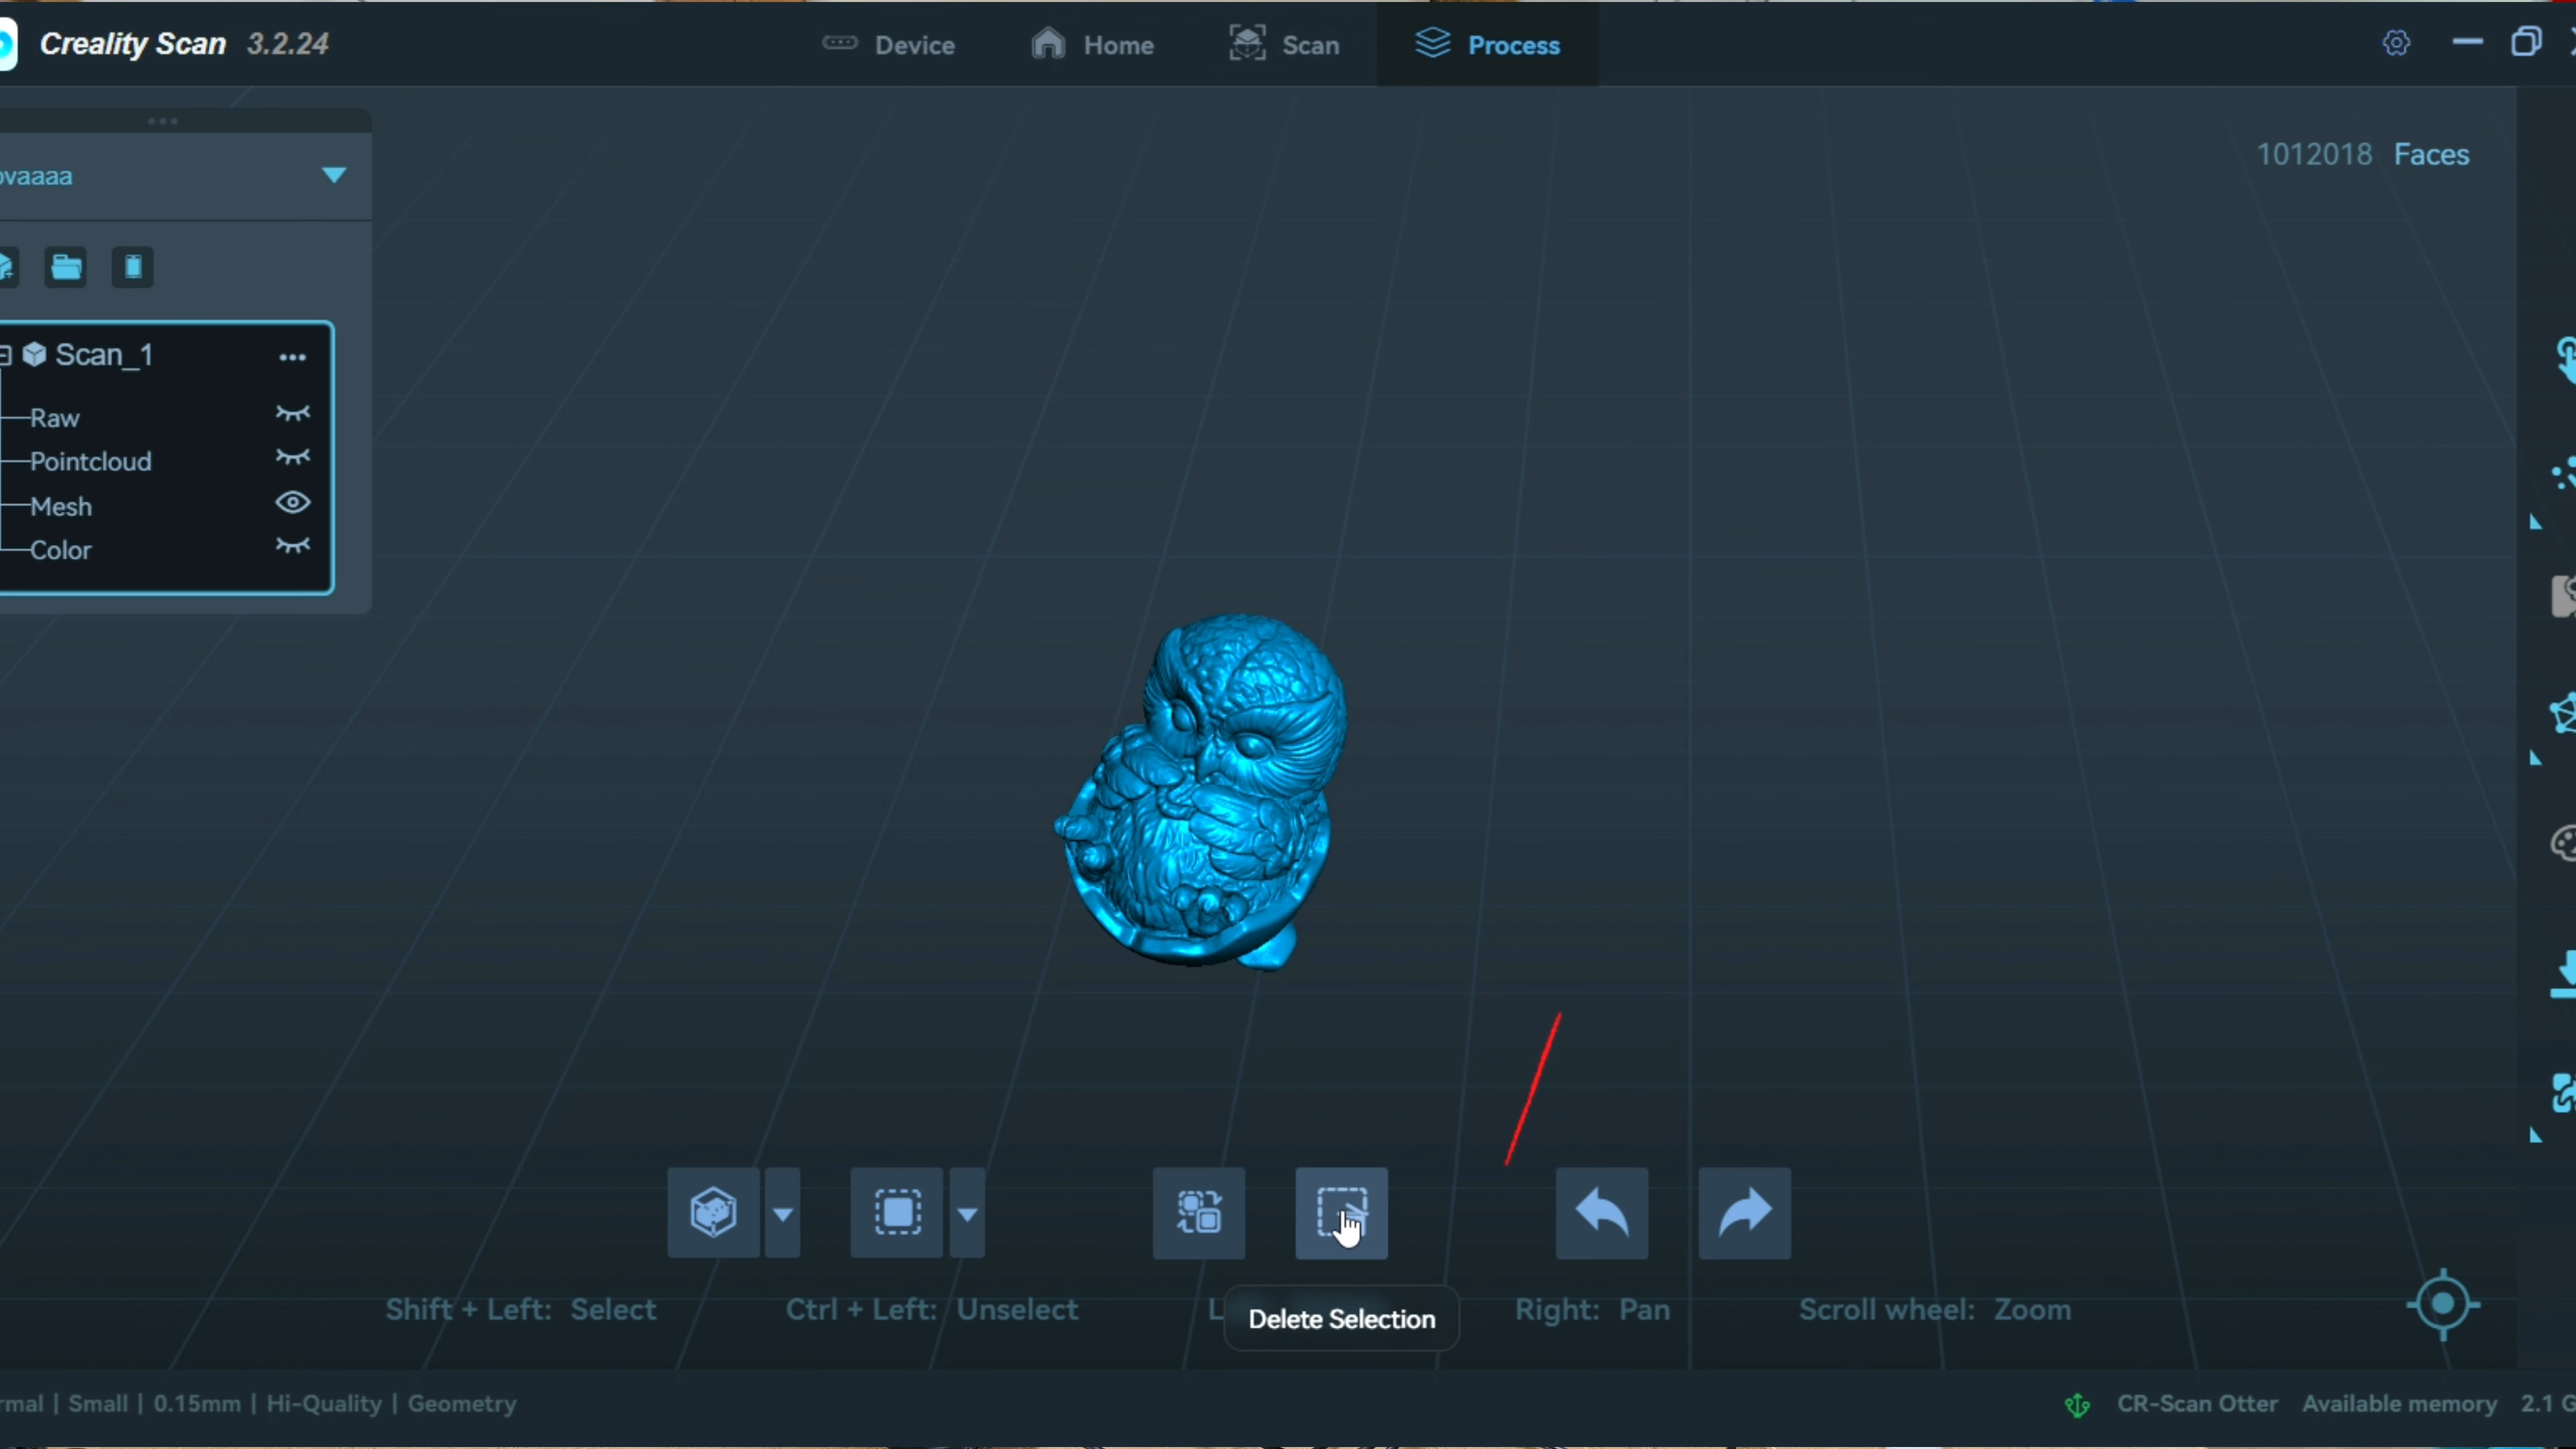 Creality Scan 3.2.24
Device
Home
Scan
Process
1012018 Faces
ovaaaa
Scan_1
Raw
Pointcloud
Mesh
Color
Shift + Left: Select
Ctrl + Left: Unselect
Delete Selection
Right: Pan
Scroll wheel: Zoom
rmal | Small | 0.15mm | Hi-Quality | Geometry
CR-Scan Otter
Available memory 2.1 G